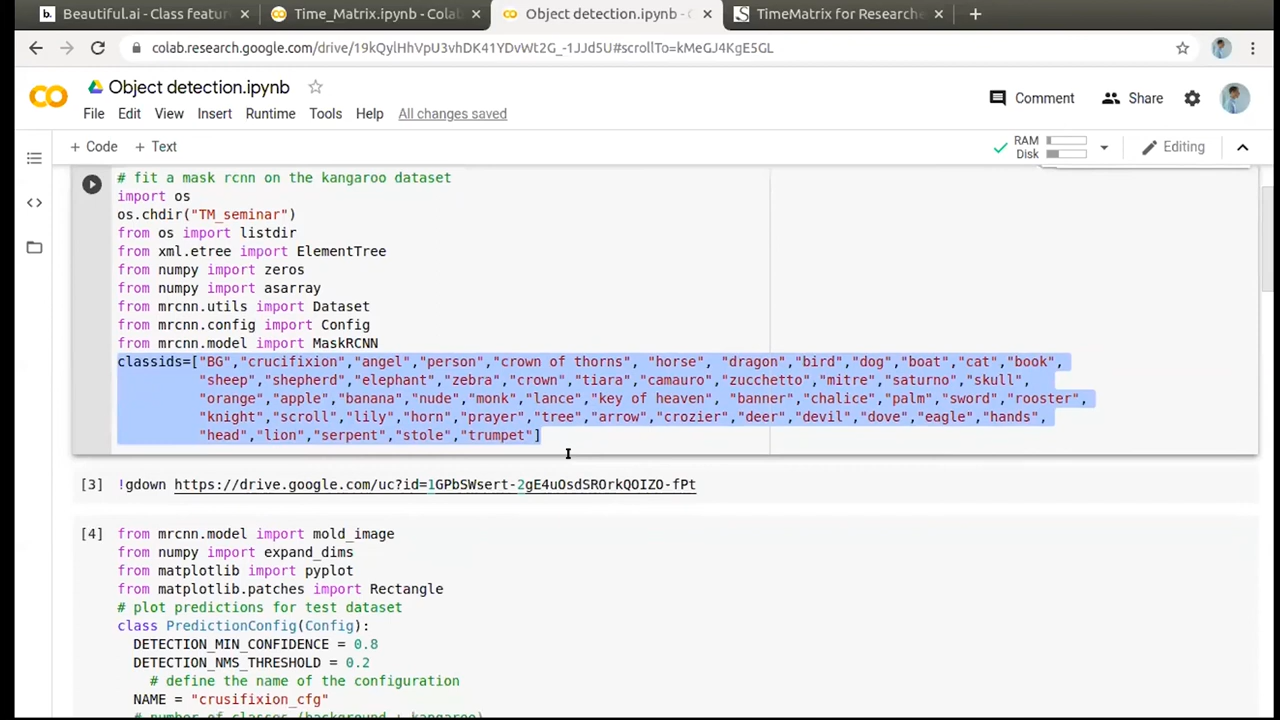 Beautiful.ai - Class featur
Time_Matrix.ipynb - Colab
Object detection.ipynb - C
TimeMatrix for Researche
colab.research.google.com/drive/19kQylHhVpU3vhDK41YDvWt2G_-1JJd5U#scrollTo=kMeGJ4KgE5GL
Object detection.ipynb
Comment
Share
File Edit View Insert Runtime Tools Help All changes saved
+ Code + Text
RAM
Disk
Editing
# fit a mask rcnn on the kangaroo dataset
import os
os.chdir("TM_seminar")
from os import listdir
from xml.etree import ElementTree
from numpy import zeros
from numpy import asarray
from mrcnn.utils import Dataset
from mrcnn.config import Config
from mrcnn.model import MaskRCNN
classids=["BG","crucifixion","angel","person","crown of thorns", "horse", "dragon","bird","dog","boat","cat","book",
"sheep","shepherd","elephant","zebra","crown","tiara","camauro","zucchetto","mitre","saturno","skull",
"orange","apple","banana","nude","monk","lance","key of heaven", "banner","chalice","palm","sword","rooster",
"knight","scroll","lily","horn","prayer","tree","arrow","crozier","deer","devil","dove","eagle","hands",
"head","lion","serpent","stole","trumpet"]
[3] !gdown https://drive.google.com/uc?id=1GPbSWsert-2gE4uOsdSROrkQOIZO-fPt
[4] from mrcnn.model import mold_image
from numpy import expand_dims
from matplotlib import pyplot
from matplotlib.patches import Rectangle
# plot predictions for test dataset
class PredictionConfig(Config):
DETECTION_MIN_CONFIDENCE = 0.8
DETECTION_NMS_THRESHOLD = 0.2
# define the name of the configuration
NAME = "crusifixion_cfg"
# number of classes (background + kangaroo)